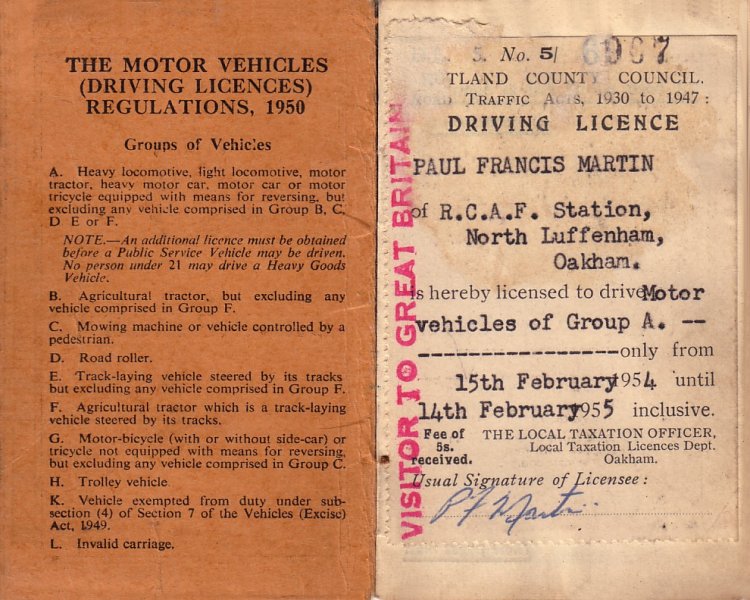 THE MOTOR VEHICLES
(DRIVING LICENCES)
REGULATIONS, 1950
Groups of Vehicles
A. Heavy locomotive, light locomotive, motor
tractor, heavy motor car, motor car or motor
tricycle equipped with means for reversing, but
excluding any vehicle comprised in Group B, C,
D E or F.
NOTE.—An additional licence must be obtained
before a Public Service Vehicle may be driven.
No person under 21 may drive a Heavy Goods
Vehicle.
B. Agricultural tractor, but excluding any
vehicle comprised in Group F.
C. Mowing machine or vehicle controlled by a
pedestrian.
D. Road roller.
E. Track-laying vehicle steered by its tracks
but excluding any vehicle comprised in Group F.
F. Agricultural tractor which is a track-laying
vehicle steered by its tracks.
G. Motor-bicycle (with or without side-car) or
tricycle not equipped with means for reversing,
but excluding any vehicle comprised in Group C.
H. Trolley vehicle
K. Vehicle exempted from duty under sub-
section (4) of Section 7 of the Vehicles (Excise)
Act, 1949.
L. Invalid carriage.
VISITOR TO GREAT BRITAIN
5. No. 5/ 6967
TLAND COUNTY COUNCIL.
ROAD TRAFFIC ACTS, 1930 to 1947:
DRIVING LICENCE
PAUL FRANCIS MARTIN
of R.C.A.F. Station,
North Luffenham,
Oakham.
is hereby licensed to drive Motor
vehicles of Group A. --
------------------only from
15th February 1954 until
14th February 1955 inclusive.
Fee of
5s.
received.
THE LOCAL TAXATION OFFICER,
Local Taxation Licences Dept.
Oakham.
Usual Signature of Licensee:
P F Martin